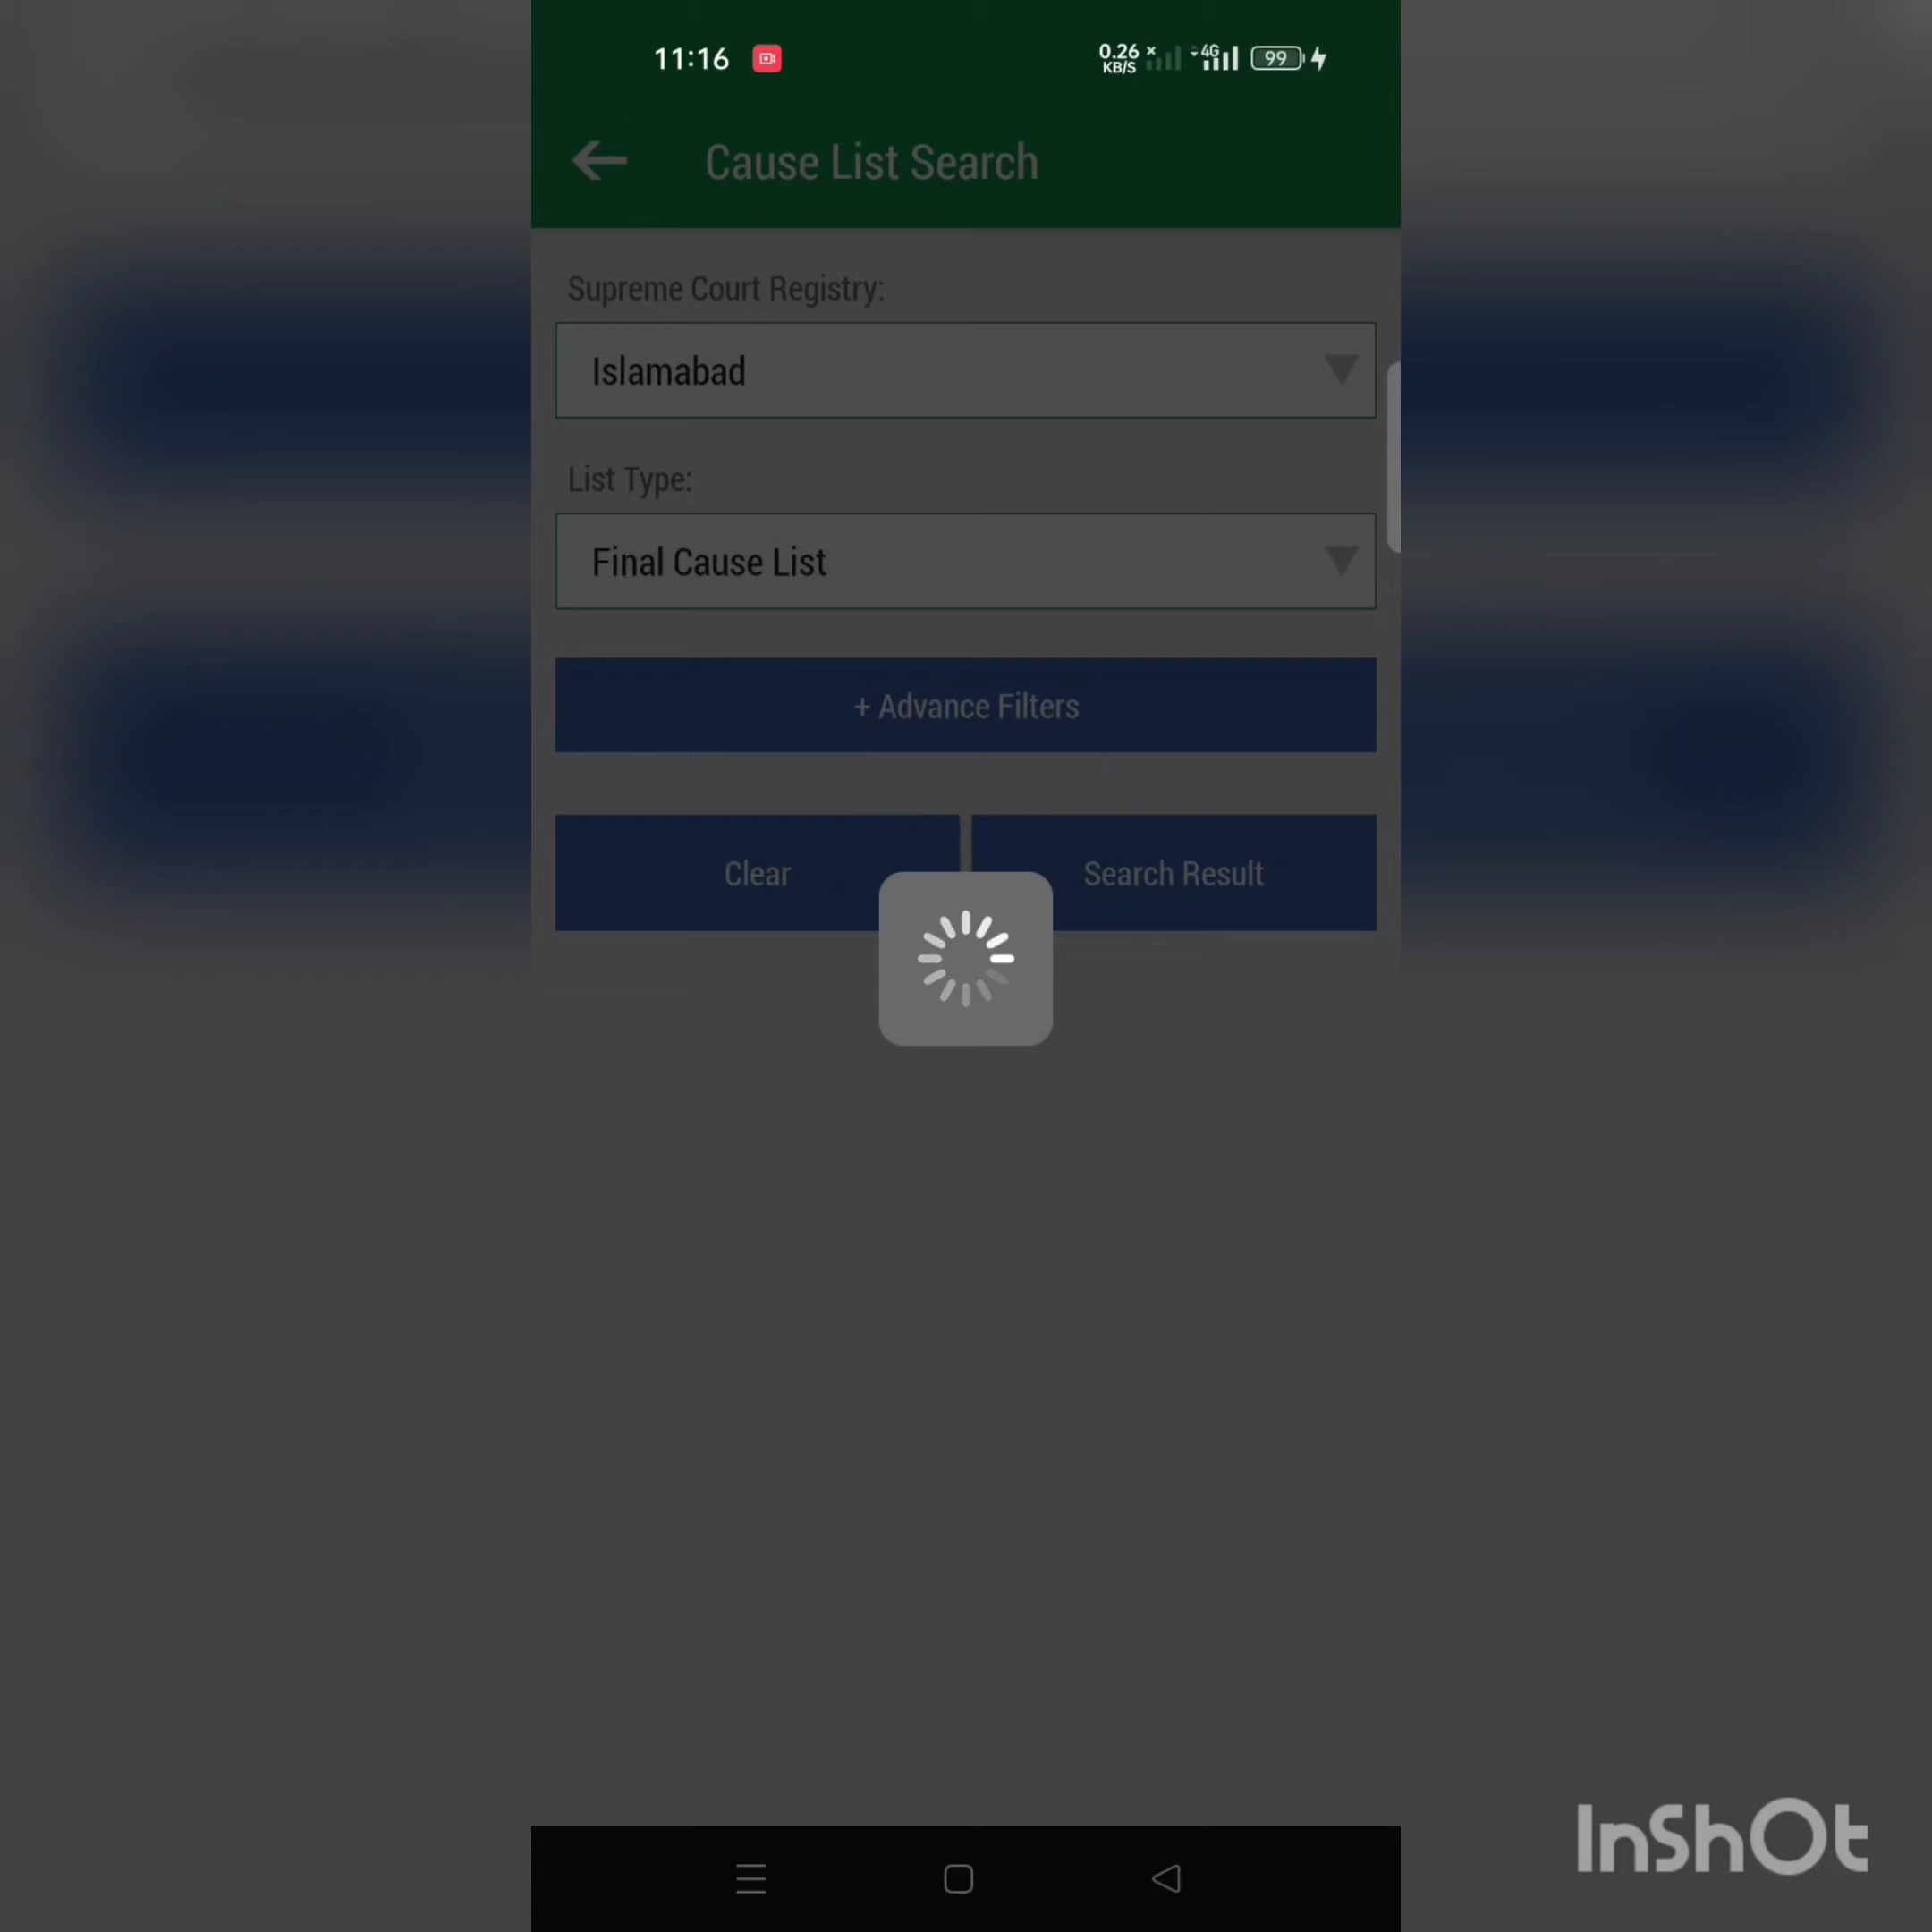 11:16
0.26 KB/S 4G 99
Cause List Search
Supreme Court Registry:
Islamabad
List Type:
Final Cause List
+ Advance Filters
Clear
Search Result
InShOt